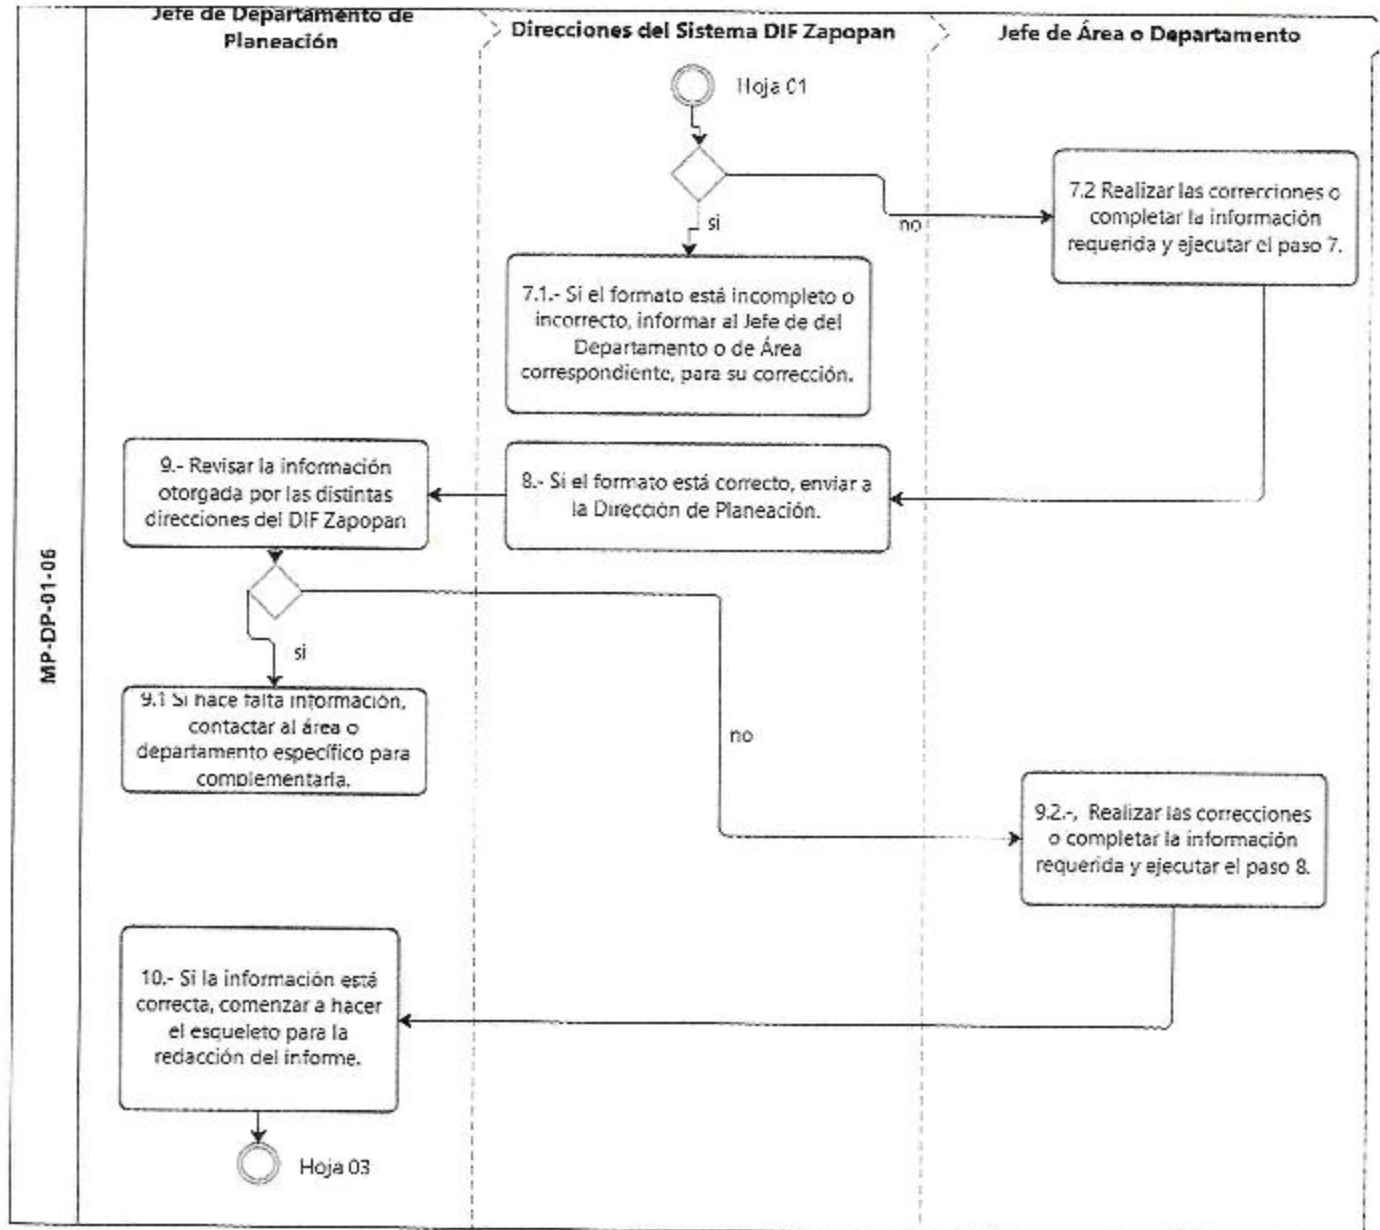 Jefe de Departamento de
Planeación
Direcciones del Sistema DIF Zapopan
Jefe de Área o Departamento
MP-DP-01-06
Hoja 01
si
no
7.2 Realizar las correcciones o
completar la información
requerida y ejecutar el paso 7.
7.1.- Si el formato está incompleto o
incorrecto, informar al Jefe de del
Departamento o de Área
correspondiente, para su corrección.
9.- Revisar la información
otorgada por las distintas
direcciones del DIF Zapopan
8.- Si el formato está correcto, enviar a
la Dirección de Planeación.
si
9.1 Si hace falta información,
contactar al área o
departamento específico para
complementarla.
no
9.2.-, Realizar las correcciones
o completar la información
requerida y ejecutar el paso 8.
10.- Si la información está
correcta, comenzar a hacer
el esqueleto para la
redacción del informe.
Hoja 03